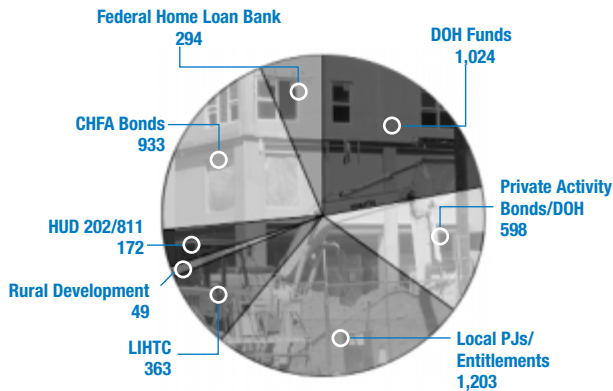 Federal Home Loan Bank
294
DOH Funds
1,024
CHFA Bonds
933
Private Activity
Bonds/DOH
598
HUD 202/811
172
Rural Development
49
LIHTC
363
Local PJs/
Entitlements
1,203